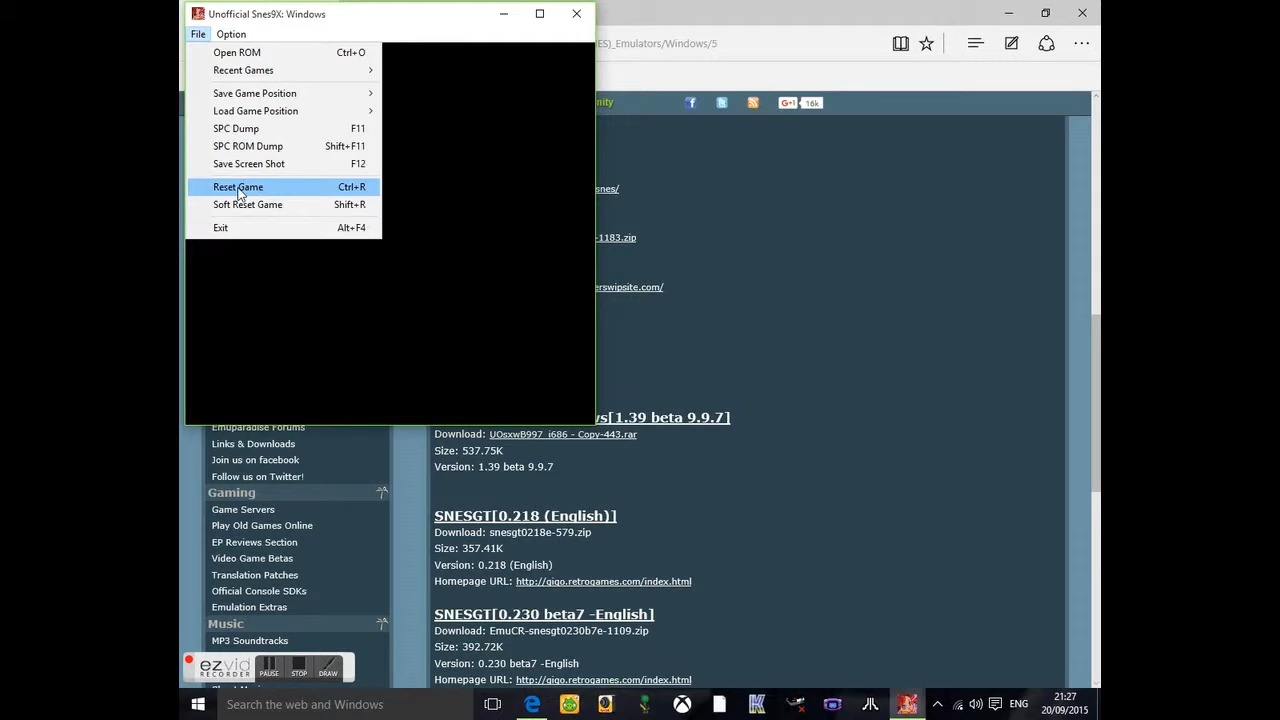 Unofficial Snes9X: Windows
File Option
Open ROM Ctrl+O
Recent Games
Save Game Position
Load Game Position
SPC Dump F11
SPC ROM Dump Shift+F11
Save Screen Shot F12
Reset Game Ctrl+R
Soft Reset Game Shift+R
Exit Alt+F4
ES)_Emulators/Windows/5
nity
G+1 16k
snes/
-1183.zip
erswipsite.com/
ws[1.39 beta 9.9.7]
Download: UOsxwB997_i686 - Copy-443.rar
Size: 537.75K
Version: 1.39 beta 9.9.7
SNESGT[0.218 (English)]
Download: snesgt0218e-579.zip
Size: 357.41K
Version: 0.218 (English)
Homepage URL: http://gigo.retrogames.com/index.html
SNESGT[0.230 beta7 -English]
Download: EmuCR-snesgt0230b7e-1109.zip
Size: 392.72K
Version: 0.230 beta7 -English
Homepage URL: http://gigo.retrogames.com/index.html
Emuparadise Forums
Links & Downloads
Join us on facebook
Follow us on Twitter!
Gaming
Game Servers
Play Old Games Online
EP Reviews Section
Video Game Betas
Translation Patches
Official Console SDKs
Emulation Extras
Music
MP3 Soundtracks
ezvid
RECORDER
PAUSE STOP DRAW
Search the web and Windows
ENG
21:27
20/09/2015